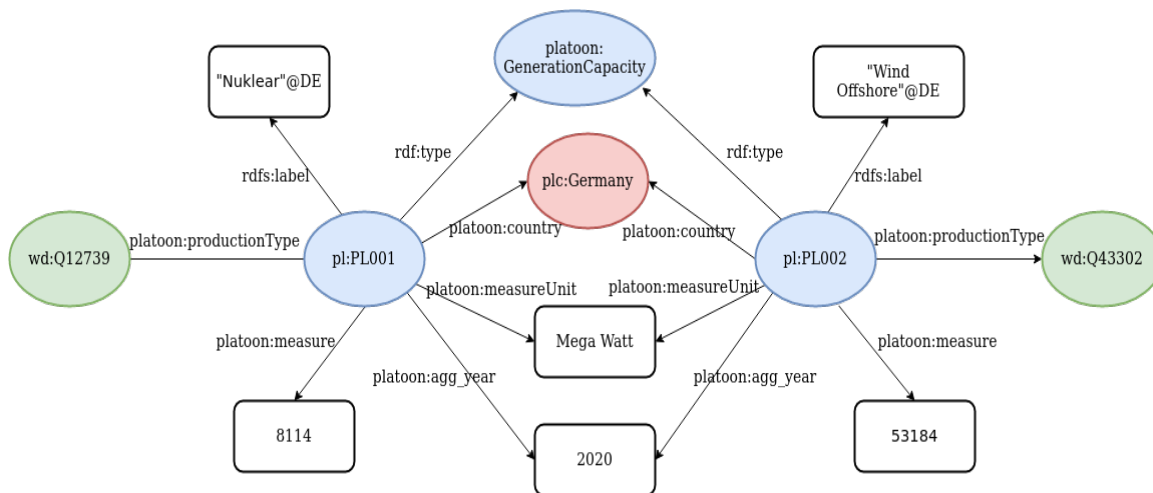 platoon:
GenerationCapacity
"Nuklear"@DE
"Wind
Offshore"@DE
rdf:type
rdf:type
rdfs:label
rdfs:label
plc:Germany
platoon:country
platoon:country
platoon:productionType
platoon:productionType
wd:Q12739
pl:PL001
pl:PL002
wd:Q43302
platoon:measureUnit
platoon:measureUnit
platoon:measure
Mega Watt
platoon:measure
platoon:agg_year
platoon:agg_year
8114
2020
53184